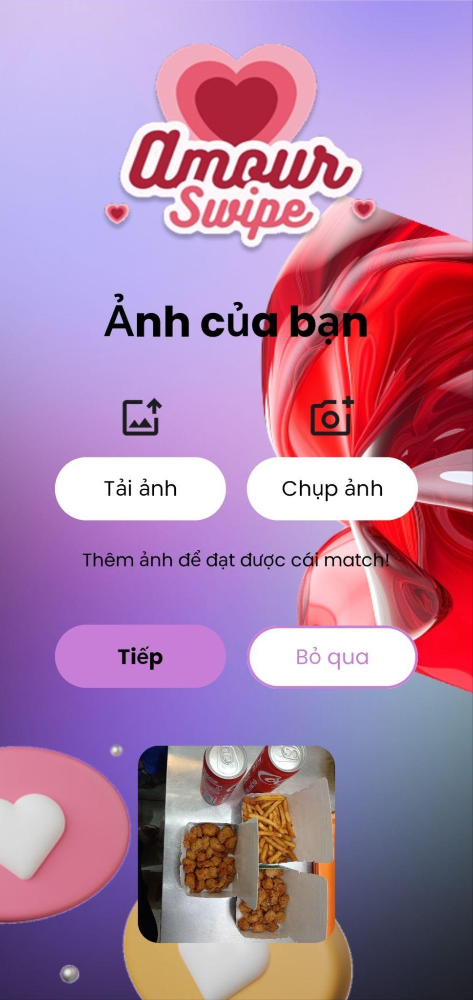 Amour
Swipe
Ảnh của bạn
Tải ảnh
Chụp ảnh
Thêm ảnh để đạt được cái match!
Tiếp
Bỏ qua